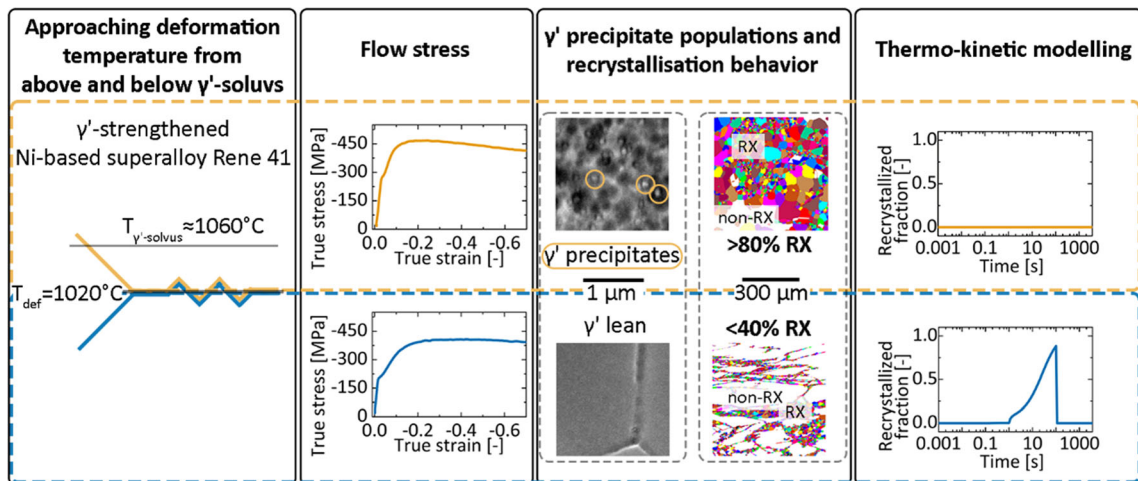 Approaching deformation
temperature from
above and below γ'-soluvs
γ'-strengthened
Ni-based superalloy Rene 41
Tγ'-solvus≈1060°C
Tdef=1020°C
Flow stress
True stress [MPa]
-450
-300
-150
0
0.0 -0.2 -0.4 -0.6
True strain [-]
True stress [MPa]
-450
-300
-150
0
0.0 -0.2 -0.4 -0.6
True strain [-]
γ' precipitate populations and
recrystallisation behavior
γ' precipitates
1 µm
γ' lean
RX
non-RX
>80% RX
300 µm
<40% RX
non-RX
RX
Thermo-kinetic modelling
Recrystallized
fraction [-]
1.0
0.5
0.0
0.001 0.1 10 1000
Time [s]
Recrystallized
fraction [-]
1.0
0.5
0.0
0.001 0.1 10 1000
Time [s]